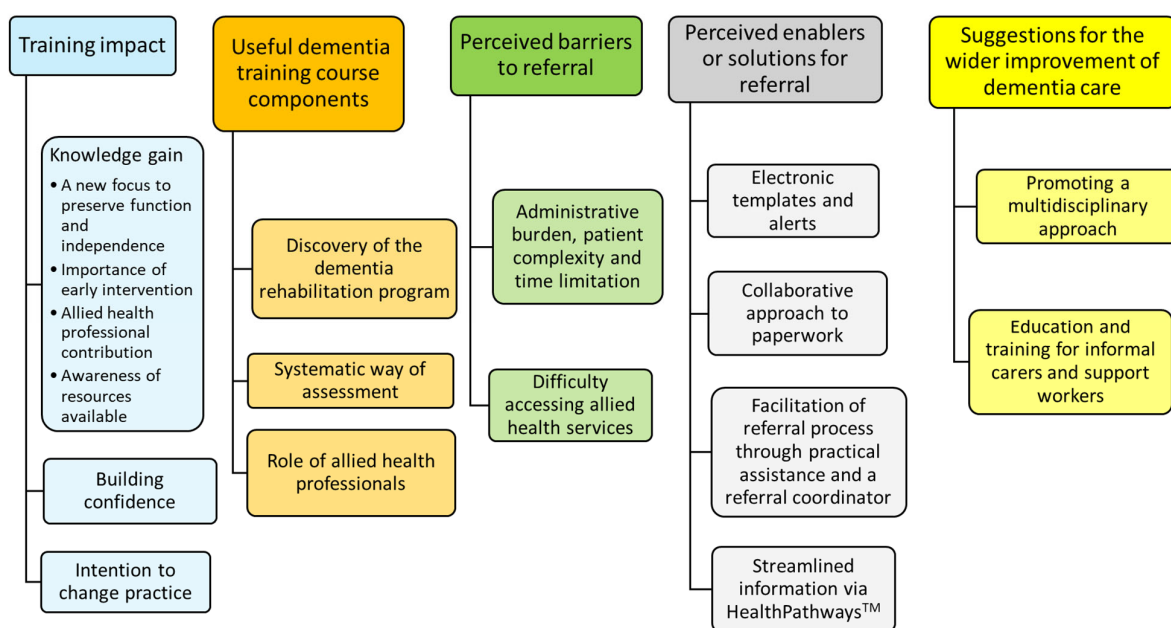 Training impact
Knowledge gain
• A new focus to
preserve function
and
independence
• Importance of
early intervention
• Allied health
professional
contribution
• Awareness of
resources
available
Building
confidence
Intention to
change practice
Useful dementia
training course
components
Discovery of the
dementia
rehabilitation program
Systematic way of
assessment
Role of allied health
professionals
Perceived barriers
to referral
Administrative
burden, patient
complexity and
time limitation
Difficulty
accessing allied
health services
Perceived enablers
or solutions for
referral
Electronic
templates and
alerts
Collaborative
approach to
paperwork
Facilitation of
referral process
through practical
assistance and a
referral coordinator
Streamlined
information via
HealthPathways™
Suggestions for the
wider improvement of
dementia care
Promoting a
multidisciplinary
approach
Education and
training for informal
carers and support
workers